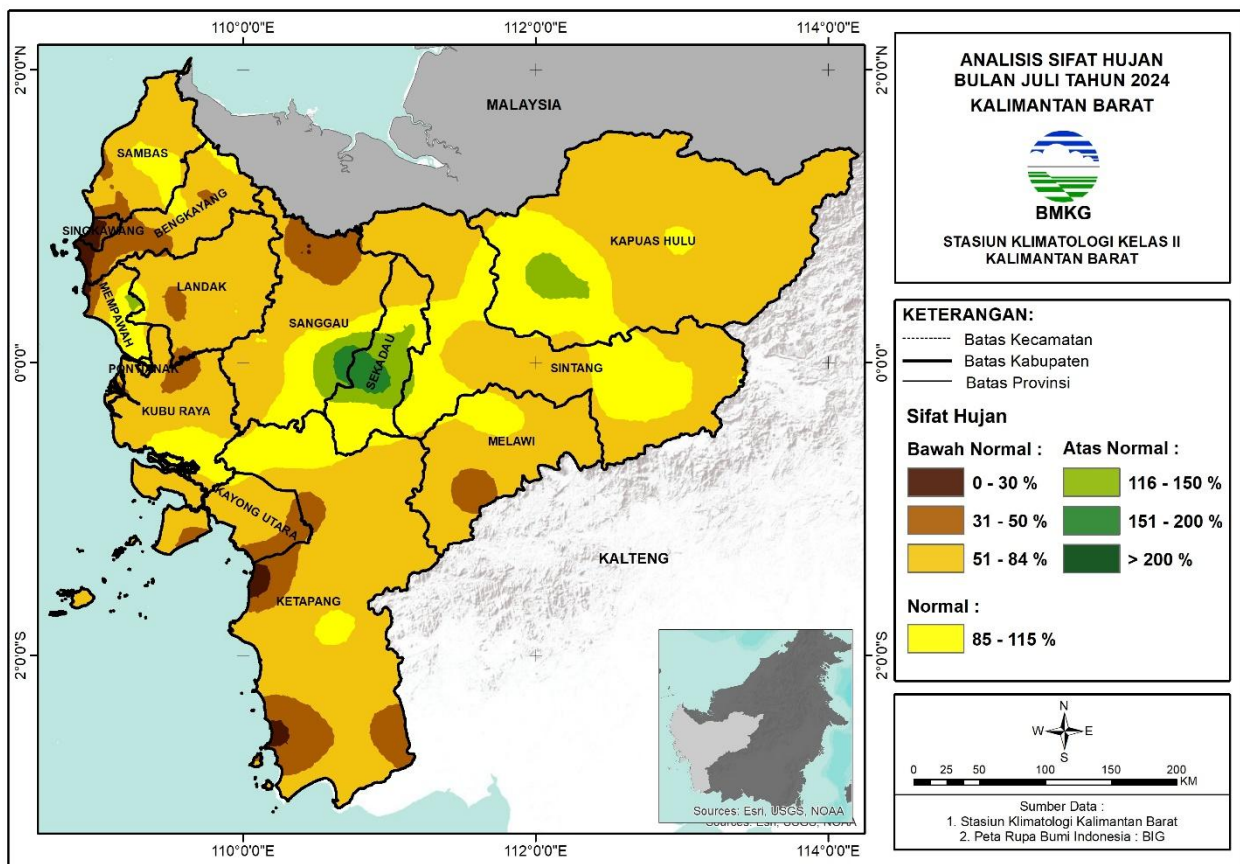 110°0'0"E
112°0'0"E
114°0'0"E
2°0'0"N
0°0'0"
2°0'0"S
2°0'0"N
0°0'0"
2°0'0"S
110°0'0"E
112°0'0"E
114°0'0"E
MALAYSIA
SAMBAS
BENGKAYANG
SINGKAWANG
KAPUAS HULU
LANDAK
MEMPAWAH
SANGGAU
SEKADAU
SINTANG
PONTIANAK
KUBU RAYA
MELAWI
KAYONG UTARA
KALTENG
KETAPANG
Sources: Esri, USGS, NOAA
Sources: Esri, USGS, NOAA
ANALISIS SIFAT HUJAN
BULAN JULI TAHUN 2024
KALIMANTAN BARAT
BMKG
STASIUN KLIMATOLOGI KELAS II
KALIMANTAN BARAT
KETERANGAN:
Batas Kecamatan
Batas Kabupaten
Batas Provinsi
Sifat Hujan
Bawah Normal :
0 - 30 %
31 - 50 %
51 - 84 %
Normal :
85 - 115 %
Atas Normal :
116 - 150 %
151 - 200 %
> 200 %
N
W E
S
0 25 50 100 150 200
KM
Sumber Data :
1. Stasiun Klimatologi Kalimantan Barat
2. Peta Rupa Bumi Indonesia : BIG